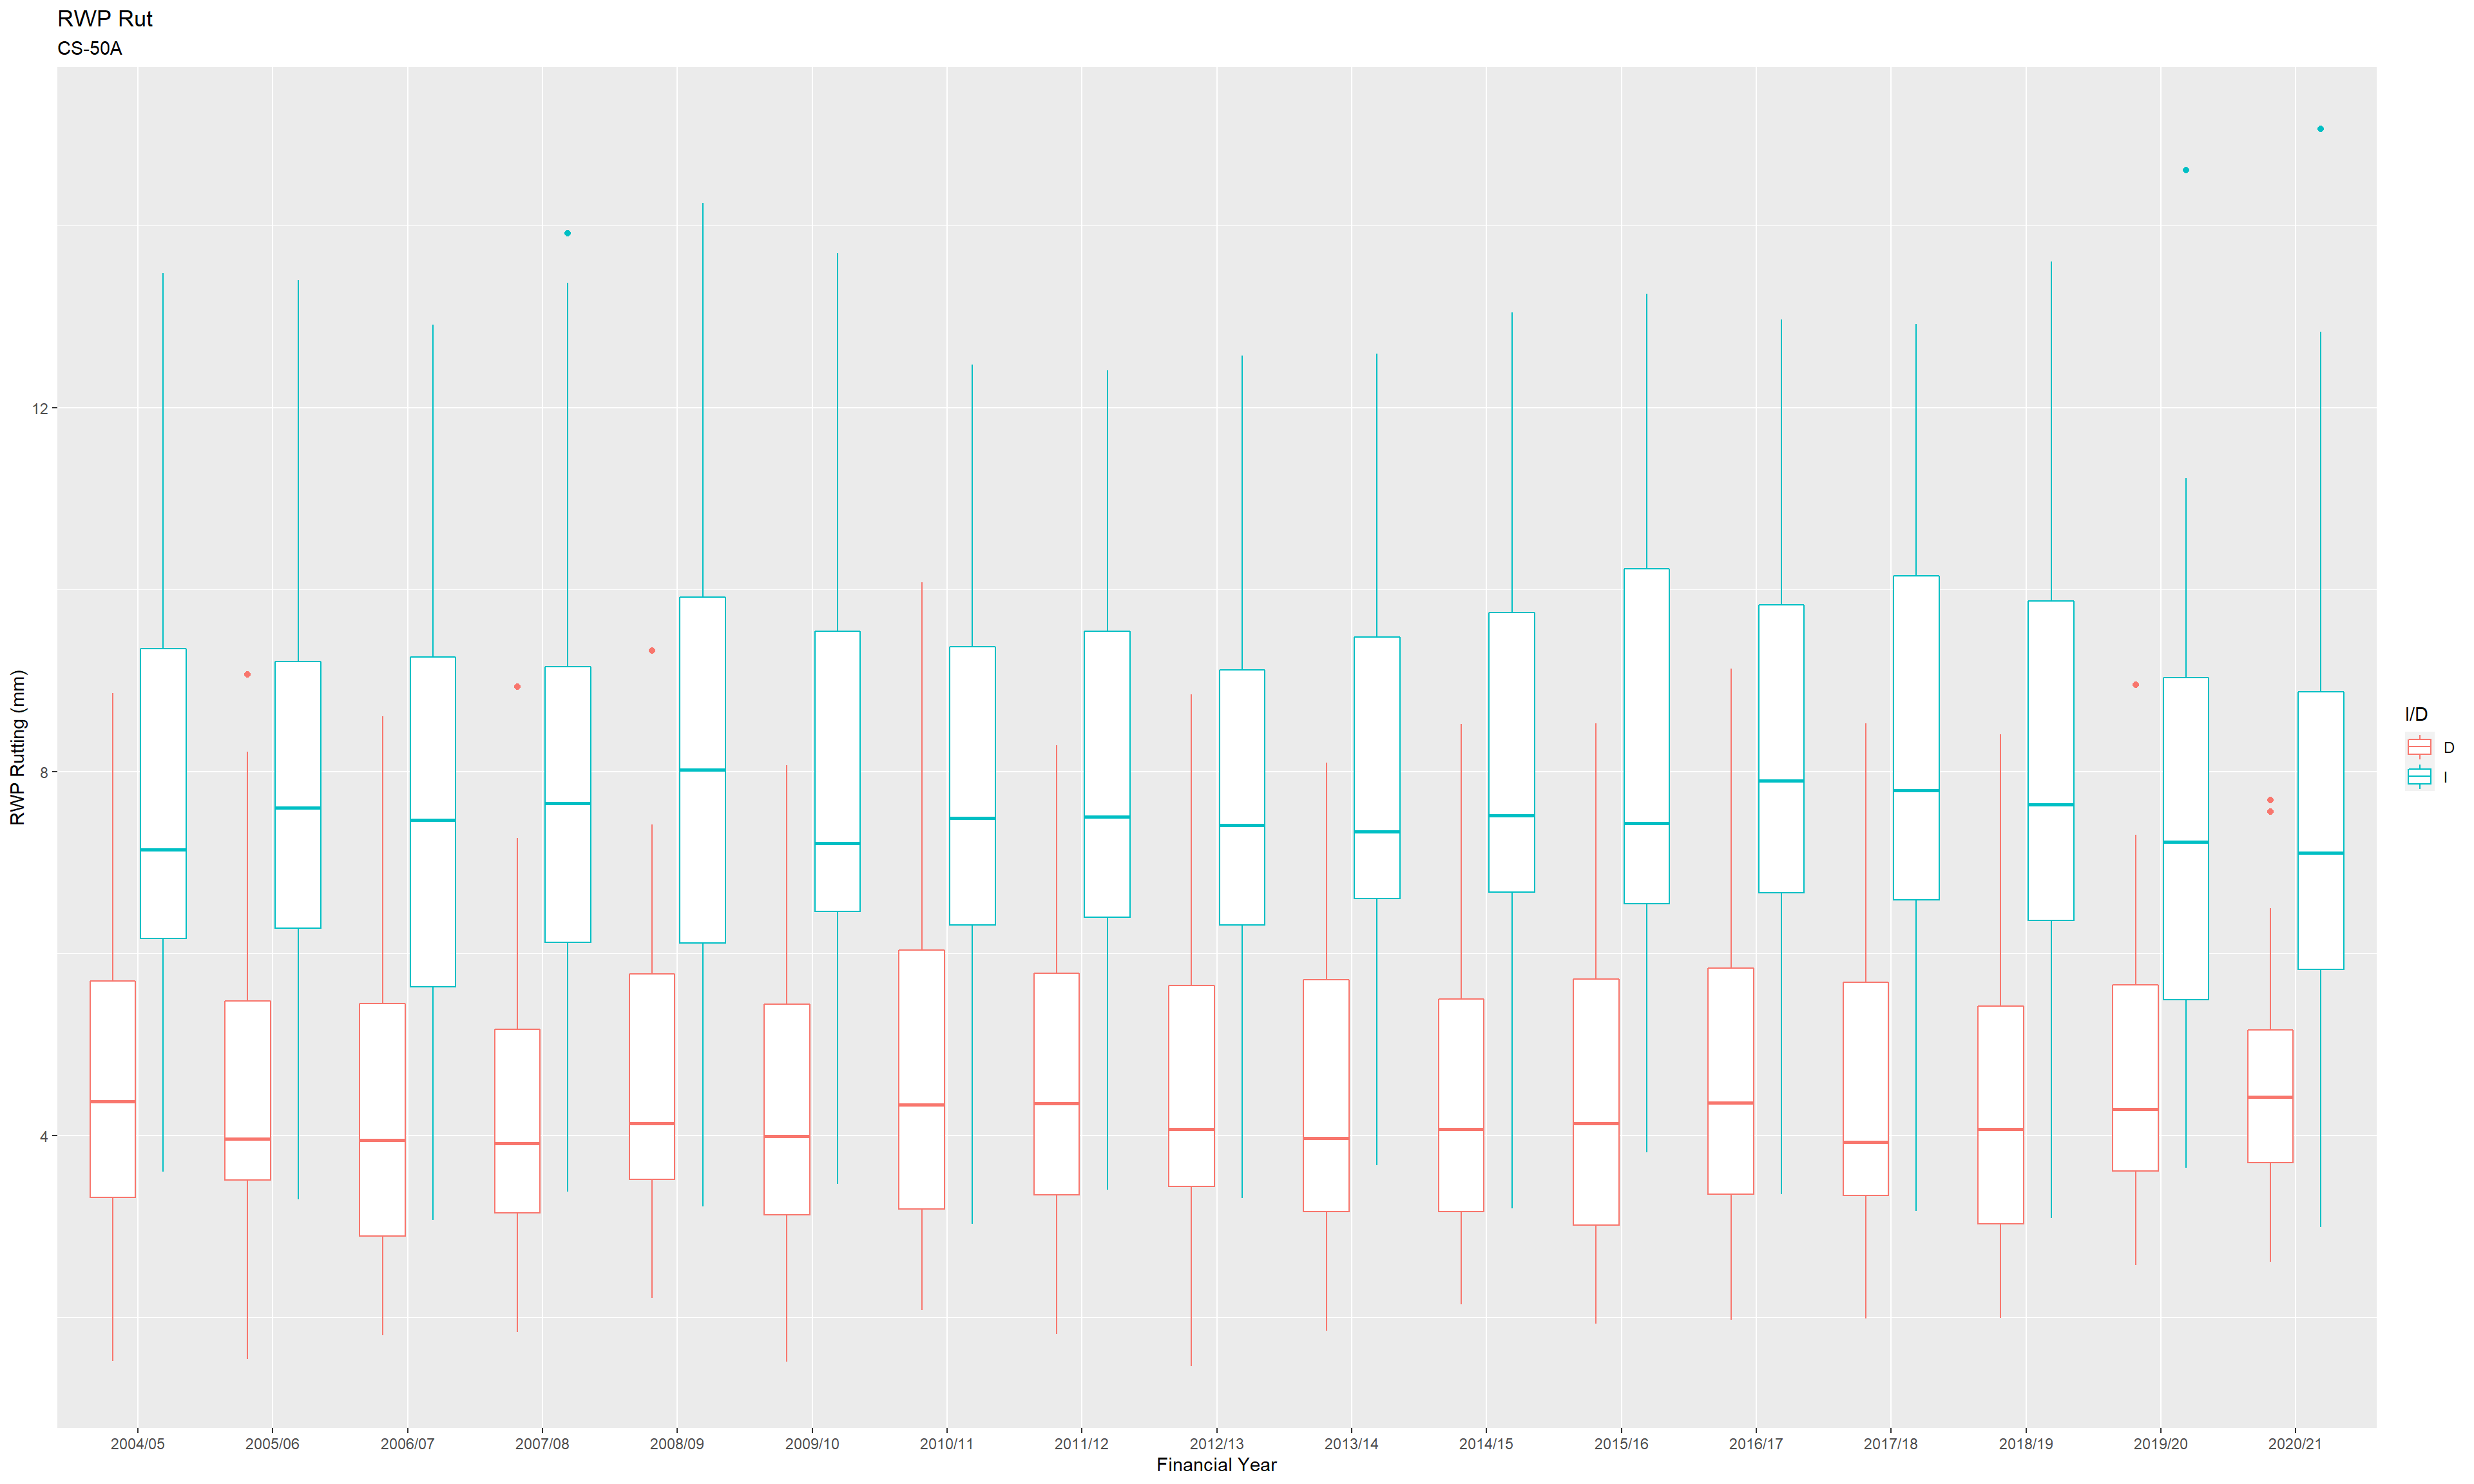 RWP Rut
CS-50A
RWP Rutting (mm)
12
8
4
2004/05 2005/06 2006/07 2007/08 2008/09 2009/10 2010/11 2011/12 2012/13 2013/14 2014/15 2015/16 2016/17 2017/18 2018/19 2019/20 2020/21
Financial Year
I/D
D
I